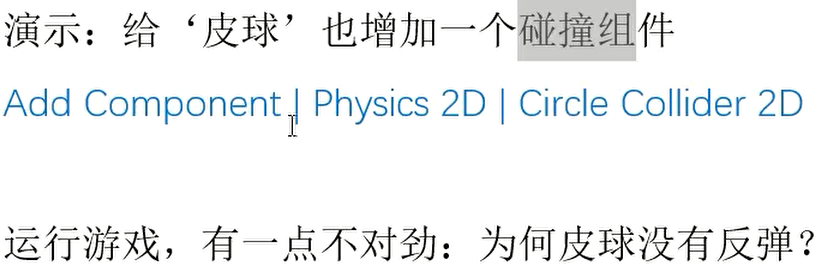 演示：给‘皮球’也增加一个碰撞组件
Add Component | Physics 2D | Circle Collider 2D
运行游戏，有一点不对劲：为何皮球没有反弹？